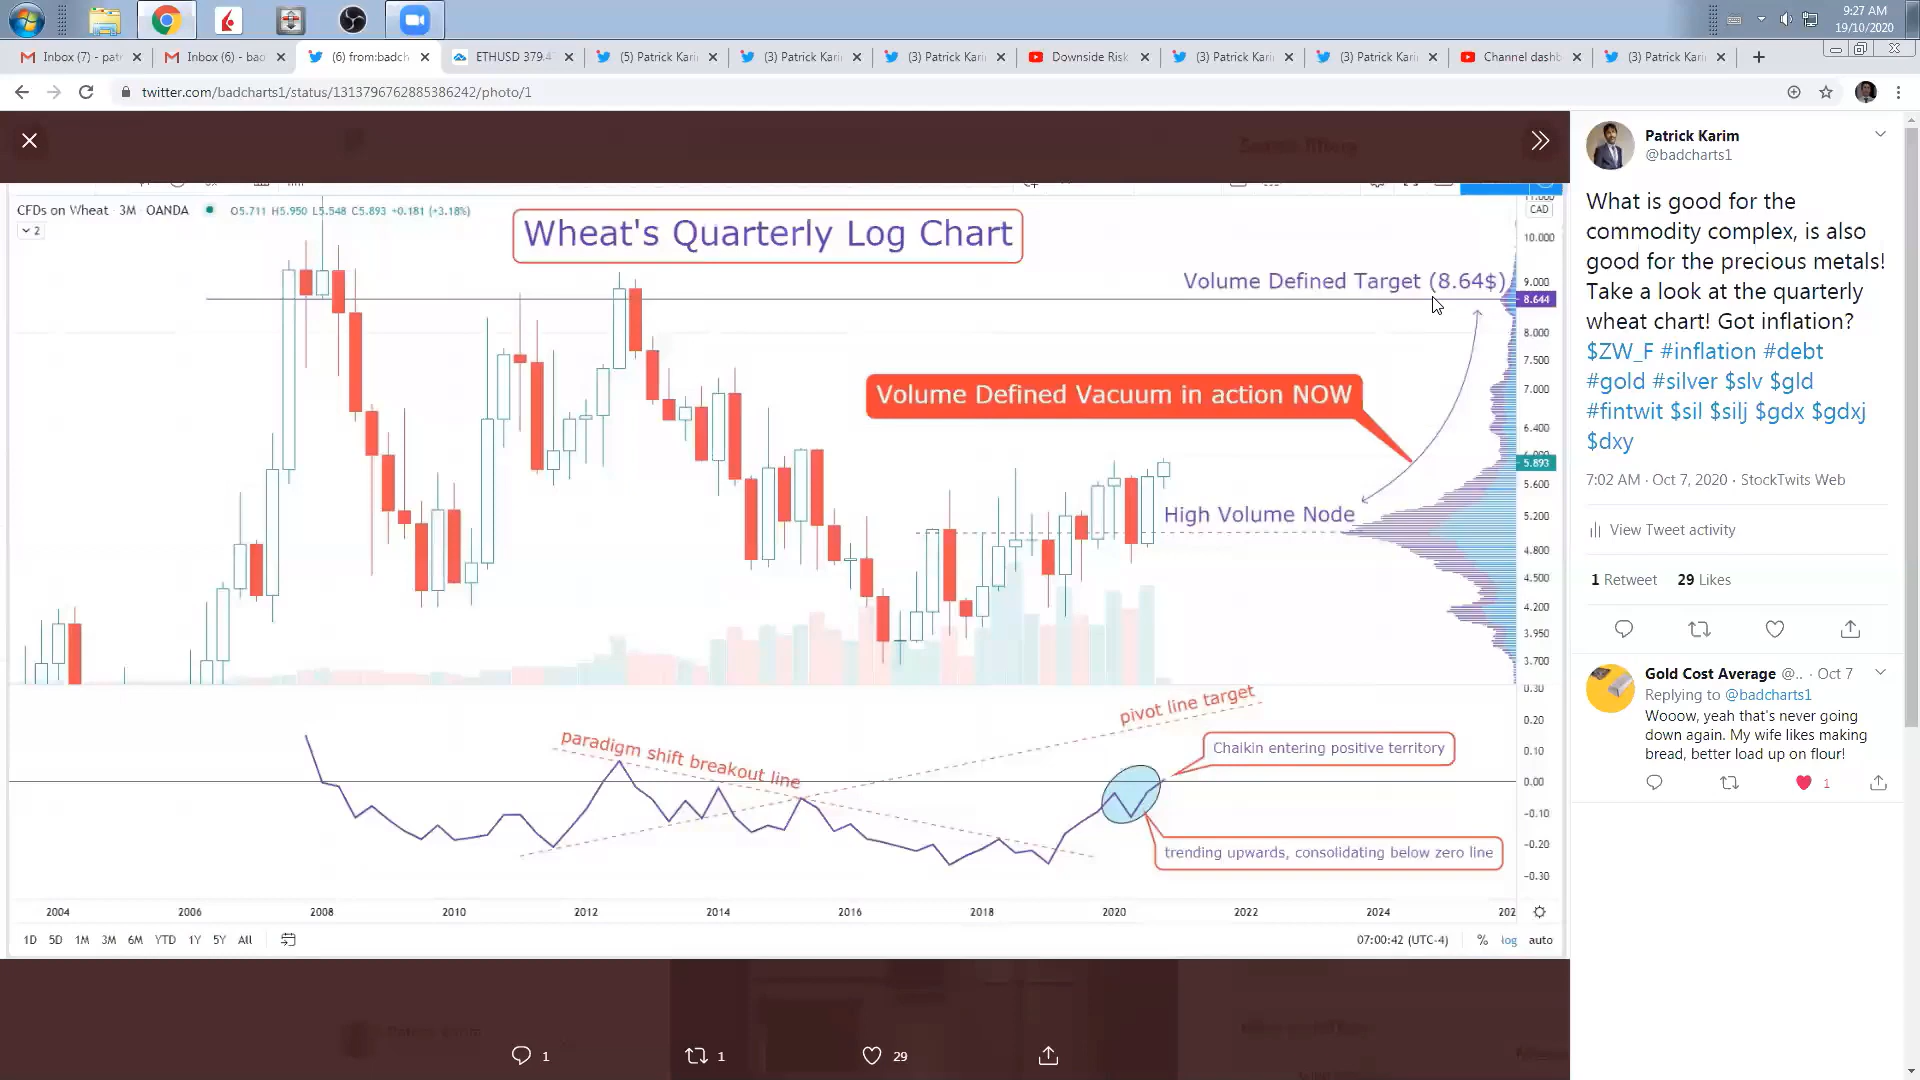 9:27 AM
19/10/2020
Inbox (7) - pat
Inbox (6) - bao
(6) from:badch
ETHUSD 379.4
(5) Patrick Kari
(3) Patrick Kari
(3) Patrick Kari
Downside Risk
(3) Patrick Kari
(3) Patrick Kari
Channel dashb
(3) Patrick Kari
twitter.com/badcharts1/status/1313796762885386242/photo/1
CFDs on Wheat 3M OANDA
O5.711 H5.950 L5.548 C5.893 +0.181 (+3.18%)
2
Wheat's Quarterly Log Chart
CAD
10.000
Volume Defined Target (8.64$)
9.000
8.644
8.000
7.500
7.000
Volume Defined Vacuum in action NOW
6.400
5.893
5.600
High Volume Node
5.200
4.800
4.500
4.200
3.950
3.700
0.30
0.20
0.10
0.00
-0.10
-0.20
-0.30
pivot line target
paradigm shift breakout line
Chaikin entering positive territory
trending upwards, consolidating below zero line
2004 2006 2008 2010 2012 2014 2016 2018 2020 2022 2024 202
1D 5D 1M 3M 6M YTD 1Y 5Y All
07:00:42 (UTC-4) % log auto
1 1 29
Patrick Karim
@badcharts1
What is good for the
commodity complex, is also
good for the precious metals!
Take a look at the quarterly
wheat chart! Got inflation?
$ZW_F #inflation #debt
#gold #silver $slv $gld
#fintwit $sil $silj $gdx $gdxj
$dxy
7:02 AM · Oct 7, 2020 · StockTwits Web
View Tweet activity
1 Retweet 29 Likes
Gold Cost Average @.. · Oct 7
Replying to @badcharts1
Wooow, yeah that's never going
down again. My wife likes making
bread, better load up on flour!
1